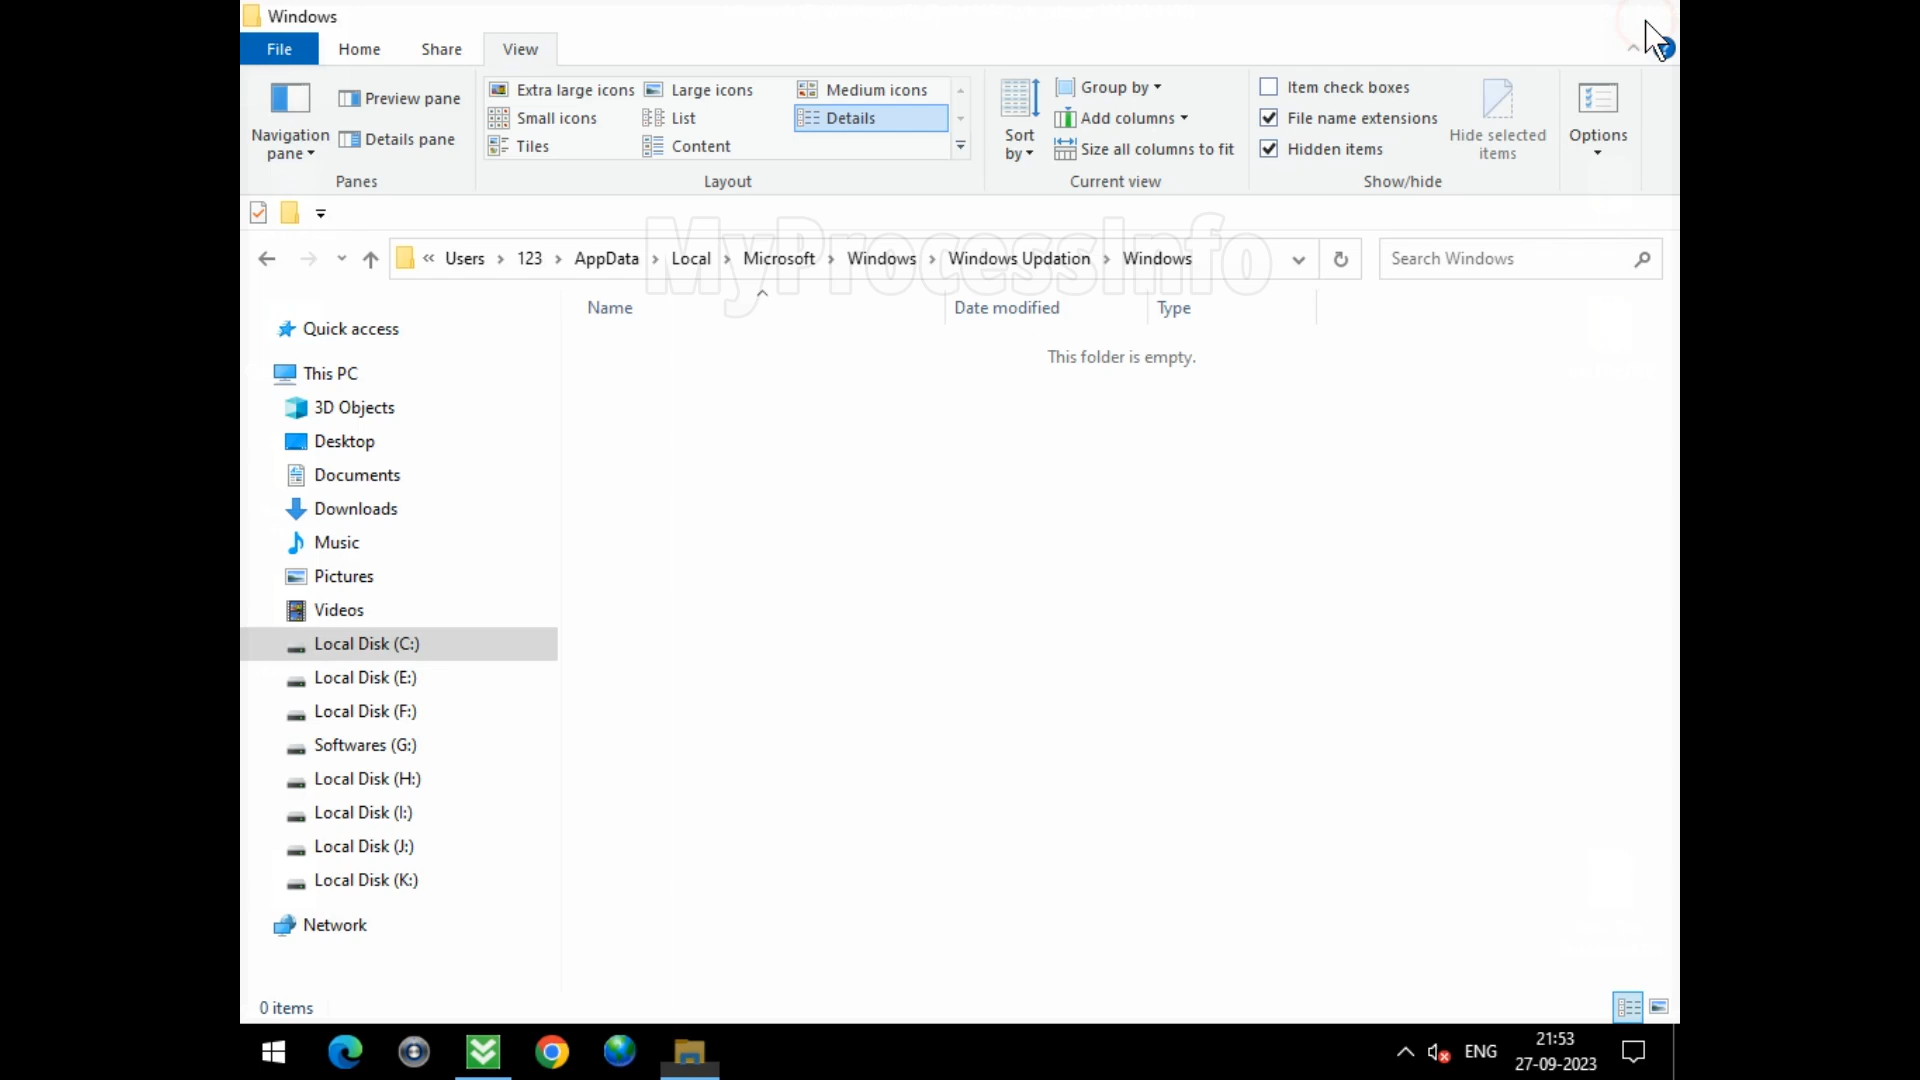 Windows
File Home Share View
Navigation pane
Preview pane
Details pane
Panes
Extra large icons Large icons Medium icons
Small icons List Details
Tiles Content
Layout
Sort by
Group by
Add columns
Size all columns to fit
Current view
Item check boxes
File name extensions
Hidden items
Hide selected items
Show/hide
Options
MyProcessInfo
« Users > 123 > AppData > Local > Microsoft > Windows > Windows Updation > Windows
Search Windows
Name Date modified Type
This folder is empty.
Quick access
This PC
3D Objects
Desktop
Documents
Downloads
Music
Pictures
Videos
Local Disk (C:)
Local Disk (E:)
Local Disk (F:)
Softwares (G:)
Local Disk (H:)
Local Disk (I:)
Local Disk (J:)
Local Disk (K:)
Network
0 items
ENG
21:53
27-09-2023